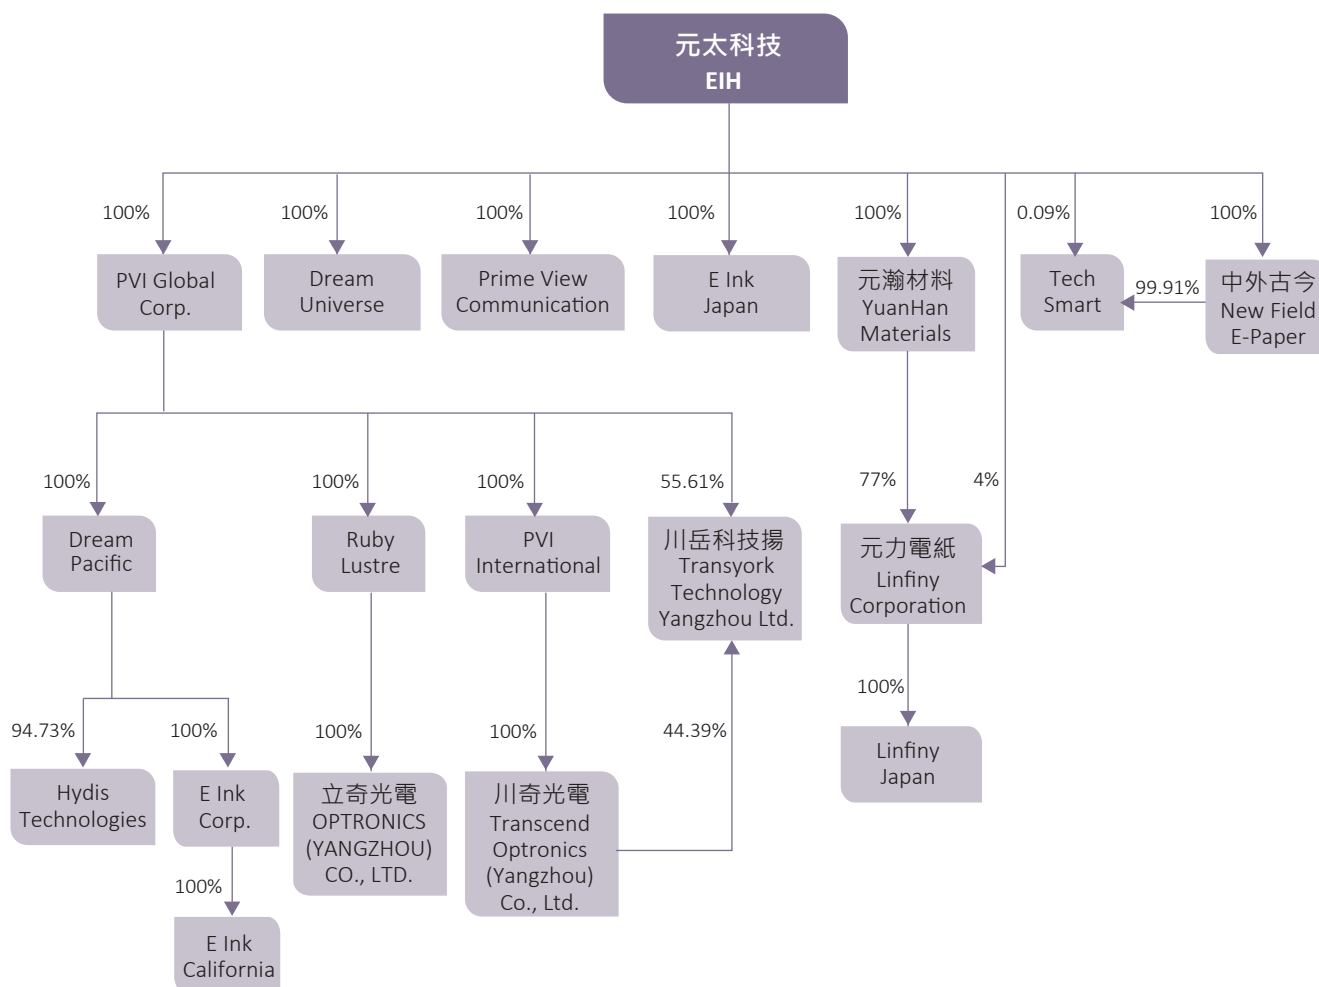 元太科技
EIH
100%
100%
100%
100%
100%
0.09%
100%
PVI Global
Corp.
Dream
Universe
Prime View
Communication
E Ink
Japan
元瀚材料
YuanHan
Materials
Tech
Smart
99.91%
中外古今
New Field
E-Paper
100%
100%
100%
55.61%
77%
4%
Dream
Pacific
Ruby
Lustre
PVI
International
川岳科技揚
Transyork
Technology
Yangzhou Ltd.
元力電紙
Linfiny
Corporation
94.73%
100%
100%
100%
44.39%
100%
Hydis
Technologies
E Ink
Corp.
立奇光電
OPTRONICS
(YANGZHOU)
CO., LTD.
川奇光電
Transcend
Optronics
(Yangzhou)
Co., Ltd.
Linfiny
Japan
100%
E Ink
California